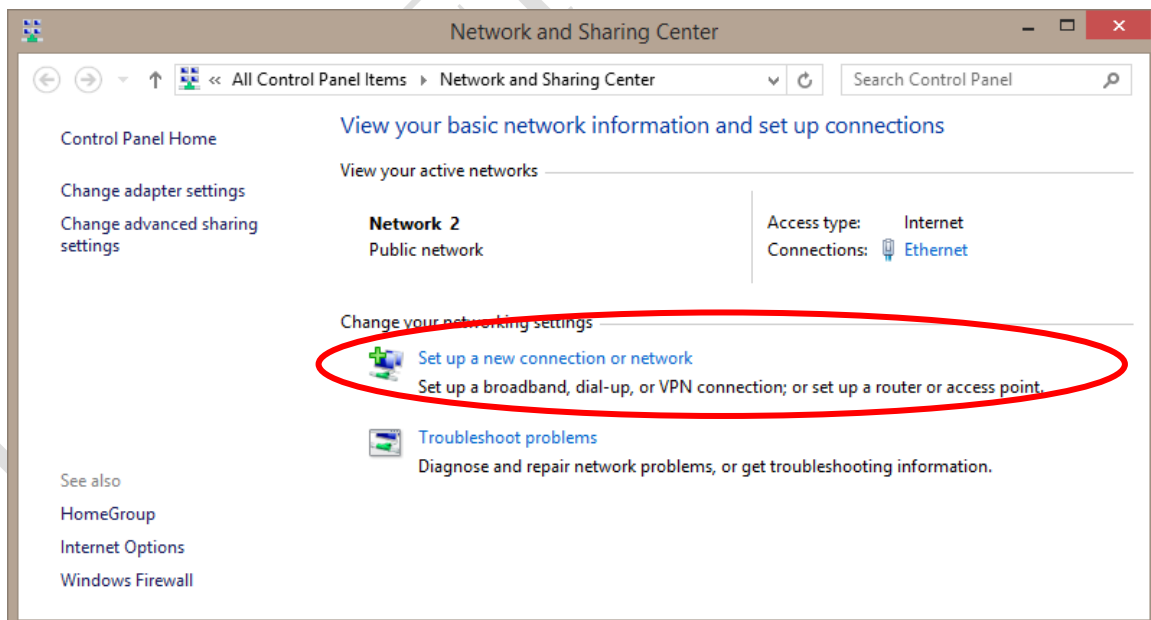 Network and Sharing Center
« All Control Panel Items ▸ Network and Sharing Center
Search Control Panel
Control Panel Home
Change adapter settings
Change advanced sharing
settings
View your basic network information and set up connections
View your active networks
Network 2
Public network
Access type: Internet
Connections: Ethernet
Change your networking settings
Set up a new connection or network
Set up a broadband, dial-up, or VPN connection; or set up a router or access point.
Troubleshoot problems
Diagnose and repair network problems, or get troubleshooting information.
See also
HomeGroup
Internet Options
Windows Firewall